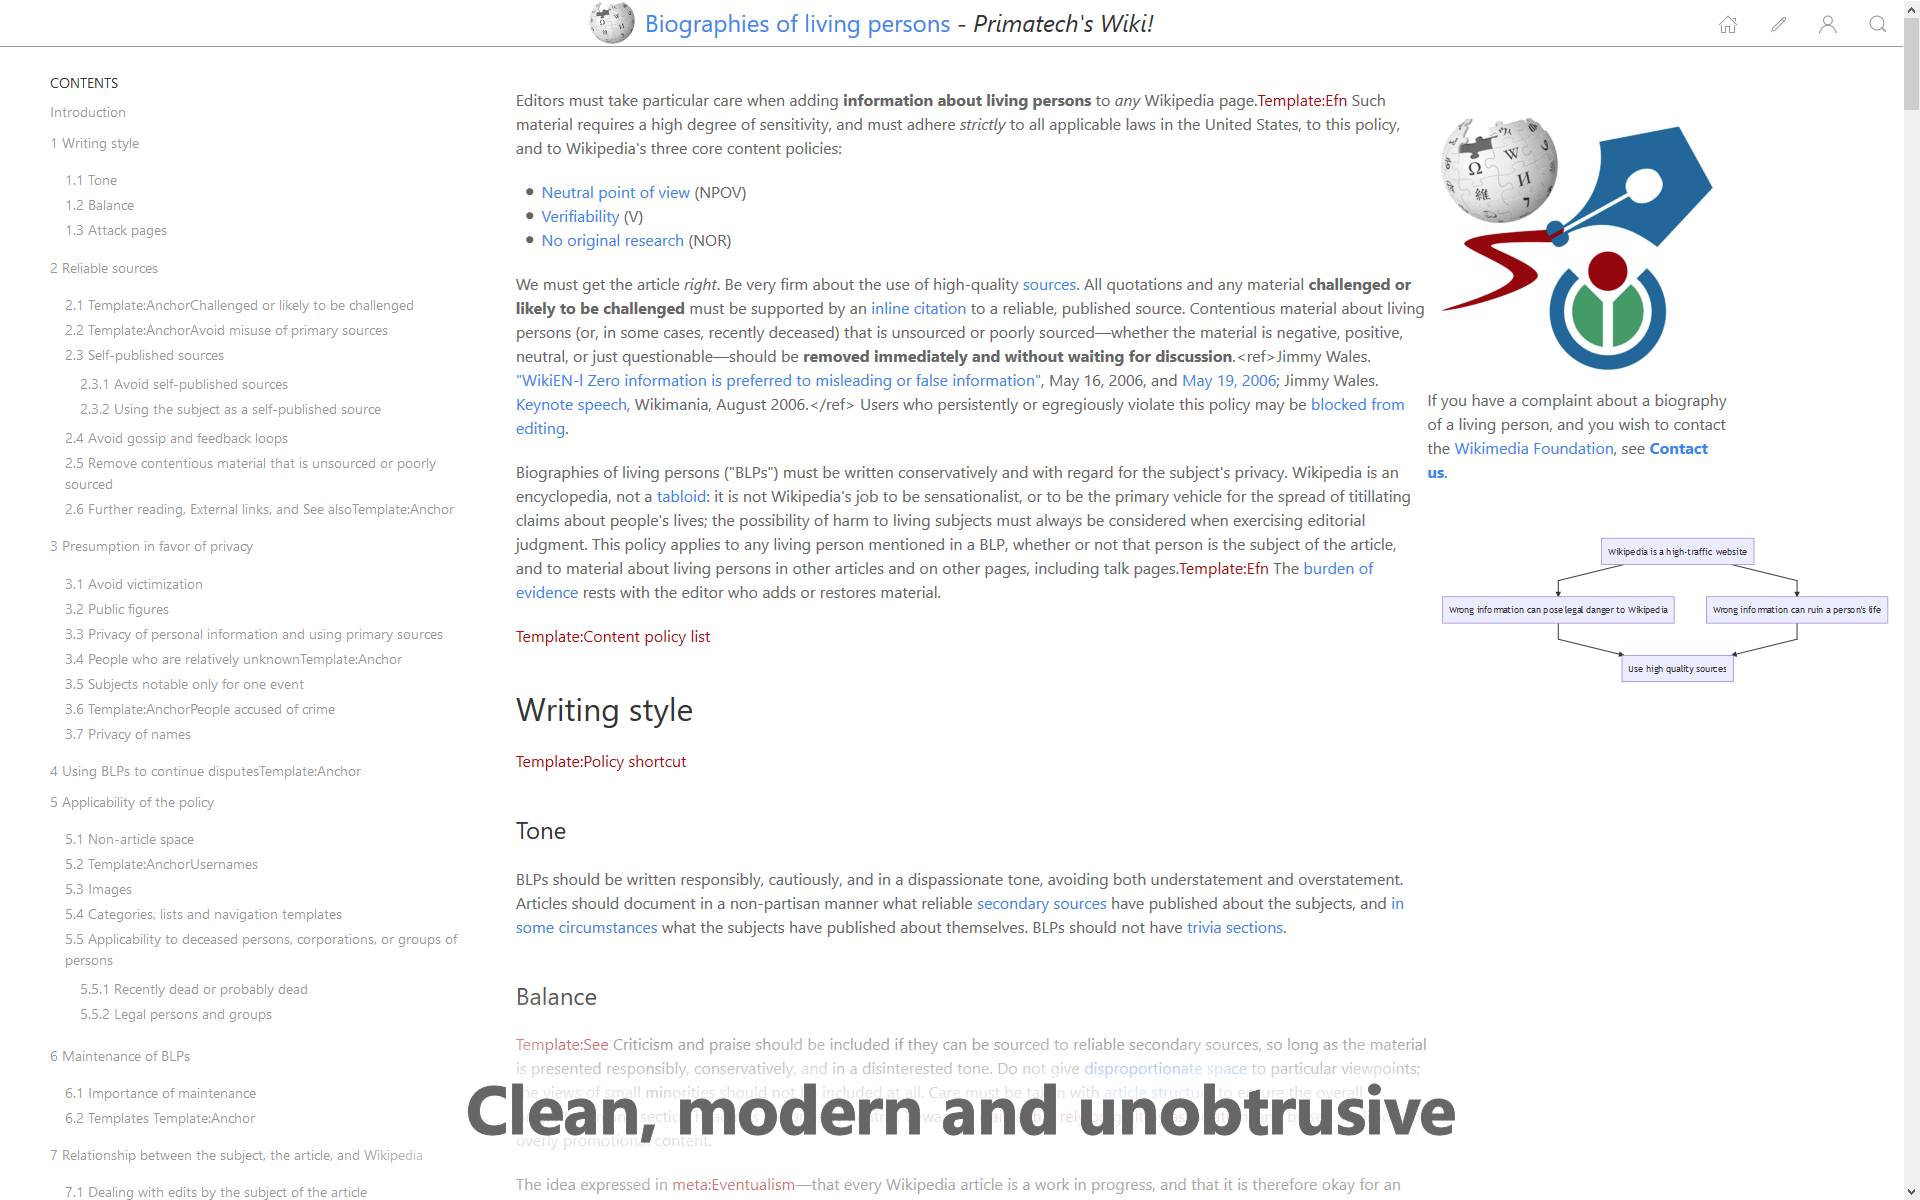 Biographies of living persons - Primatech's Wiki!
CONTENTS
Introduction
1 Writing style
1.1 Tone
1.2 Balance
1.3 Attack pages
2 Reliable sources
2.1 Template:AnchorChallenged or likely to be challenged
2.2 Template:AnchorAvoid misuse of primary sources
2.3 Self-published sources
2.3.1 Avoid self-published sources
2.3.2 Using the subject as a self-published source
2.4 Avoid gossip and feedback loops
2.5 Remove contentious material that is unsourced or poorly
sourced
2.6 Further reading, External links, and See alsoTemplate:Anchor
3 Presumption in favor of privacy
3.1 Avoid victimization
3.2 Public figures
3.3 Privacy of personal information and using primary sources
3.4 People who are relatively unknownTemplate:Anchor
3.5 Subjects notable only for one event
3.6 Template:AnchorPeople accused of crime
3.7 Privacy of names
4 Using BLPs to continue disputesTemplate:Anchor
5 Applicability of the policy
5.1 Non-article space
5.2 Template:AnchorUsernames
5.3 Images
5.4 Categories, lists and navigation templates
5.5 Applicability to deceased persons, corporations, or groups of
persons
5.5.1 Recently dead or probably dead
5.5.2 Legal persons and groups
6 Maintenance of BLPs
6.1 Importance of maintenance
6.2 Templates Template:Anchor
7 Relationship between the subject, the article, and Wikipedia
7.1 Dealing with edits by the subject of the article
Editors must take particular care when adding information about living persons to any Wikipedia page.Template:Efn Such
material requires a high degree of sensitivity, and must adhere strictly to all applicable laws in the United States, to this policy,
and to Wikipedia's three core content policies:
• Neutral point of view (NPOV)
• Verifiability (V)
• No original research (NOR)
We must get the article right. Be very firm about the use of high-quality sources. All quotations and any material challenged or
likely to be challenged must be supported by an inline citation to a reliable, published source. Contentious material about living
persons (or, in some cases, recently deceased) that is unsourced or poorly sourced—whether the material is negative, positive,
neutral, or just questionable—should be removed immediately and without waiting for discussion.<ref>Jimmy Wales.
"WikiEN-l Zero information is preferred to misleading or false information", May 16, 2006, and May 19, 2006; Jimmy Wales.
Keynote speech, Wikimania, August 2006.</ref> Users who persistently or egregiously violate this policy may be blocked from
editing.
Biographies of living persons ("BLPs") must be written conservatively and with regard for the subject's privacy. Wikipedia is an
encyclopedia, not a tabloid: it is not Wikipedia's job to be sensationalist, or to be the primary vehicle for the spread of titillating
claims about people's lives; the possibility of harm to living subjects must always be considered when exercising editorial
judgment. This policy applies to any living person mentioned in a BLP, whether or not that person is the subject of the article,
and to material about living persons in other articles and on other pages, including talk pages.Template:Efn The burden of
evidence rests with the editor who adds or restores material.
Template:Content policy list
Writing style
Template:Policy shortcut
Tone
BLPs should be written responsibly, cautiously, and in a dispassionate tone, avoiding both understatement and overstatement.
Articles should document in a non-partisan manner what reliable secondary sources have published about the subjects, and in
some circumstances what the subjects have published about themselves. BLPs should not have trivia sections.
Balance
Template:See Criticism and praise should be included if they can be sourced to reliable secondary sources, so long as the material
is presented responsibly, conservatively, and in a disinterested tone. Do not give disproportionate space to particular viewpoints;
the views of small minorities should not be included at all. Care must be taken with article structure to ensure the overall
overly promotional content.
Clean, modern and unobtrusive
The idea expressed in meta:Eventualism—that every Wikipedia article is a work in progress, and that it is therefore okay for an
If you have a complaint about a biography
of a living person, and you wish to contact
the Wikimedia Foundation, see Contact
us.
Wikipedia is a high-traffic website
Wrong information can pose legal danger to Wikipedia
Wrong information can ruin a person's life
Use high quality sources